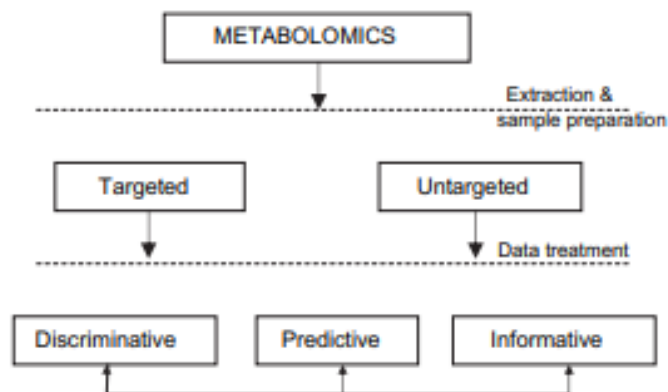 METABOLOMICS
Extraction &
sample preparation
Targeted
Untargeted
Data treatment
Discriminative
Predictive
Informative